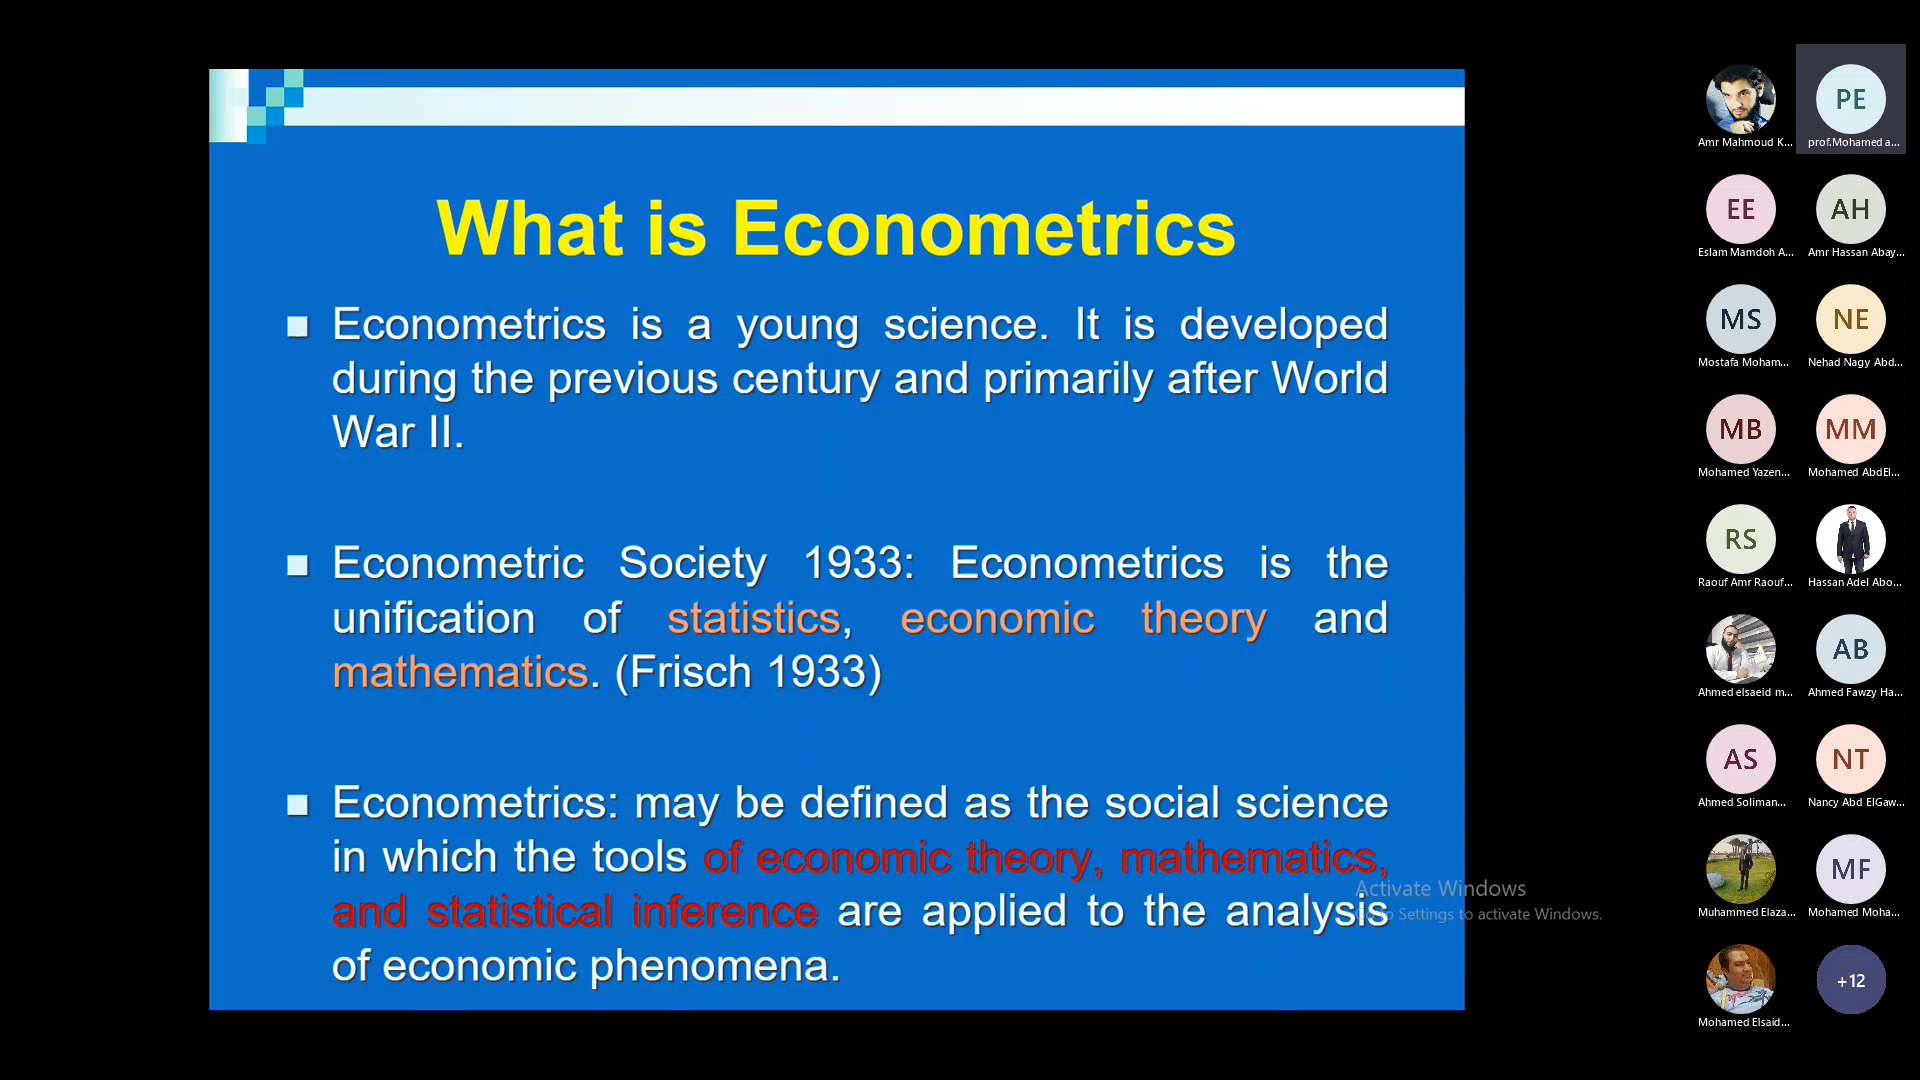 What is Econometrics
Econometrics is a young science. It is developed
during the previous century and primarily after World
War II.
Econometric Society 1933: Econometrics is the
unification of statistics, economic theory and
mathematics. (Frisch 1933)
Econometrics: may be defined as the social science
in which the tools of economic theory, mathematics,
and statistical inference are applied to the analysis
of economic phenomena.
Activate Windows
Go to Settings to activate Windows.
Amr Mahmoud K...
PE
prof.Mohamed a...
EE
Eslam Mamdoh A...
AH
Amr Hassan Abay...
MS
Mostafa Moham...
NE
Nehad Nagy Abd...
MB
Mohamed Yazen...
MM
Mohamed AbdEl...
RS
Raouf Amr Raouf...
Hassan Adel Abo...
Ahmed elsaeid m...
AB
Ahmed Fawzy Ha...
AS
Ahmed Soliman...
NT
Nancy Abd ElGaw...
Muhammed Elaza...
MF
Mohamed Moha...
Mohamed Elsaid...
+12